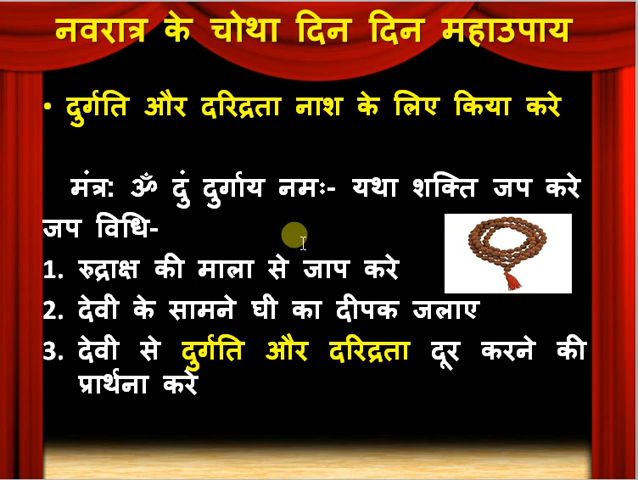 नवरात्र के चोथा दिन दिन महाउपाय
• दुर्गति और दरिद्रता नाश के लिए किया करे
मंत्र: ॐ दुं दुर्गाय नमः- यथा शक्ति जप करे
जप विधि-
1. रुद्राक्ष की माला से जाप करे
2. देवी के सामने घी का दीपक जलाए
3. देवी से दुर्गति और दरिद्रता दूर करने की
प्रार्थना करे